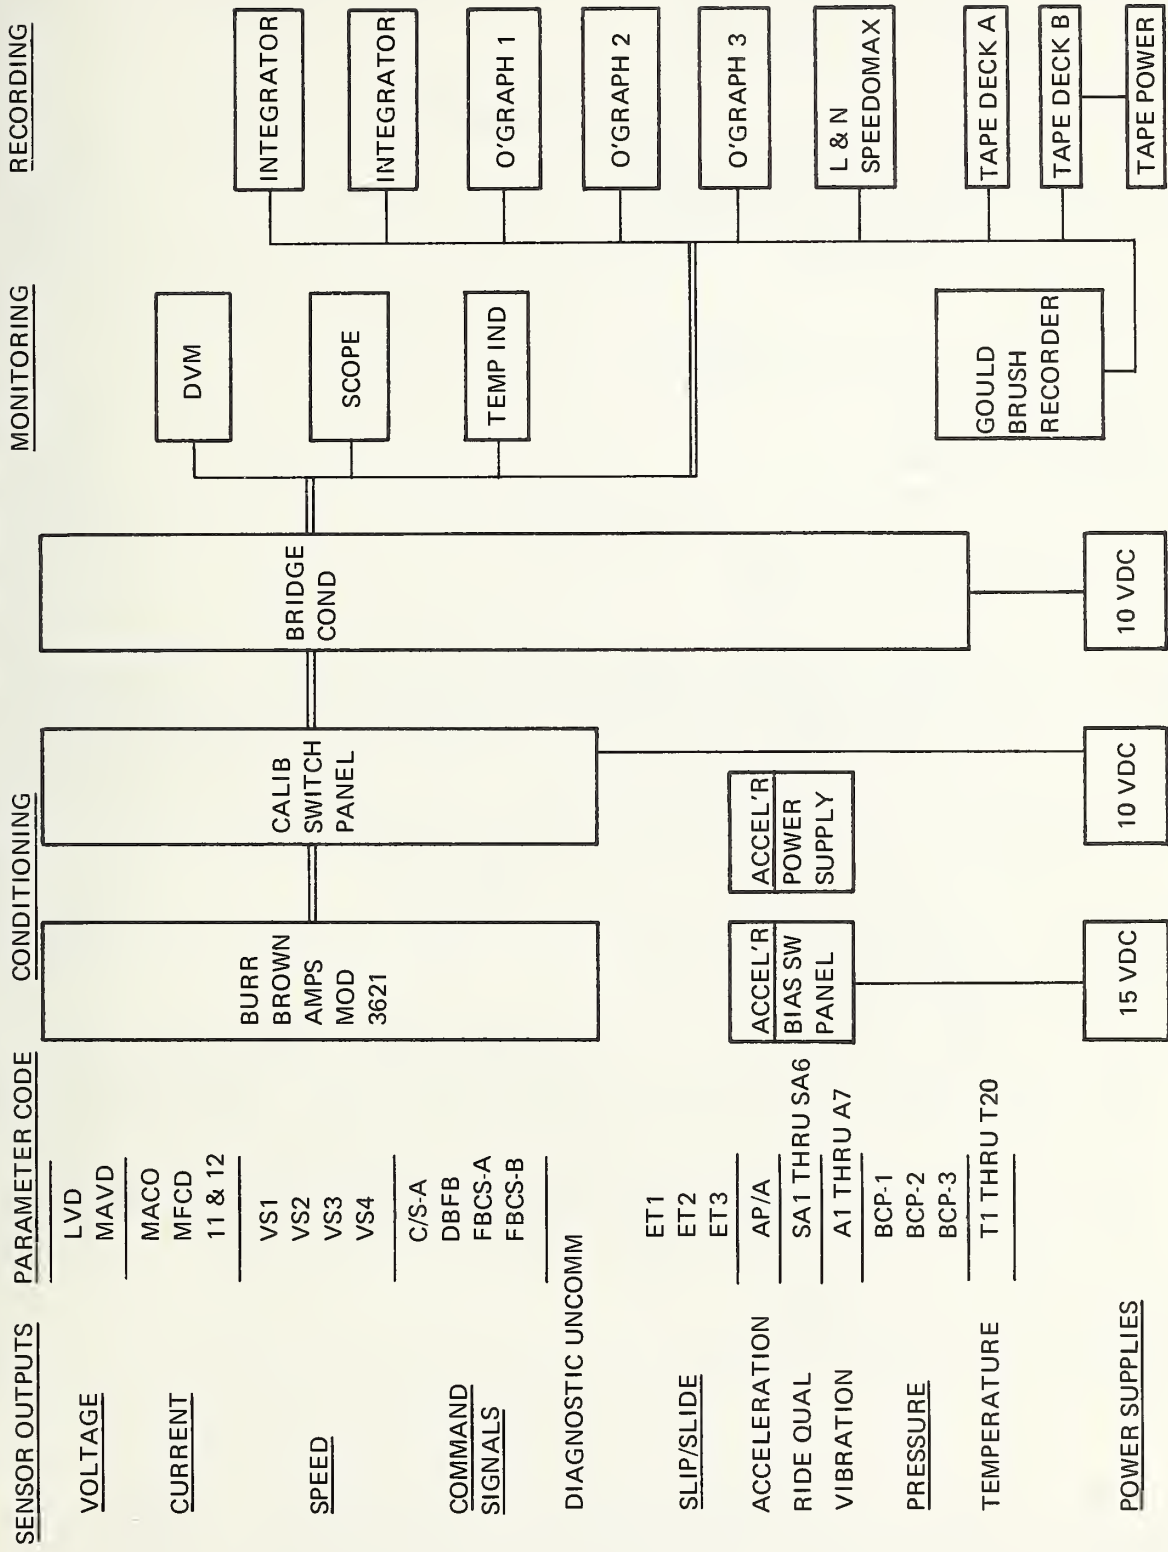 SENSOR OUTPUTS
PARAMETER CODE
CONDITIONING
MONITORING
RECORDING
VOLTAGE
LVD
MAVD
CURRENT
MACO
MFCD
11 & 12
SPEED
VS1
VS2
VS3
VS4
COMMAND
SIGNALS
C/S-A
DBFB
FBCS-A
FBCS-B
DIAGNOSTIC UNCOMM
SLIP/SLIDE
ET1
ET2
ET3
ACCELERATION
AP/A
RIDE QUAL
SA1 THRU SA6
VIBRATION
A1 THRU A7
PRESSURE
BCP-1
BCP-2
BCP-3
TEMPERATURE
T1 THRU T20
POWER SUPPLIES
BURR
BROWN
AMPS
MOD
3621
ACCEL'R
BIAS SW
PANEL
15 VDC
CALIB
SWITCH
PANEL
ACCEL'R
POWER
SUPPLY
10 VDC
BRIDGE
COND
10 VDC
DVM
SCOPE
TEMP IND
GOULD
BRUSH
RECORDER
INTEGRATOR
INTEGRATOR
O'GRAPH 1
O'GRAPH 2
O'GRAPH 3
L & N
SPEEDOMAX
TAPE DECK A
TAPE DECK B
TAPE POWER